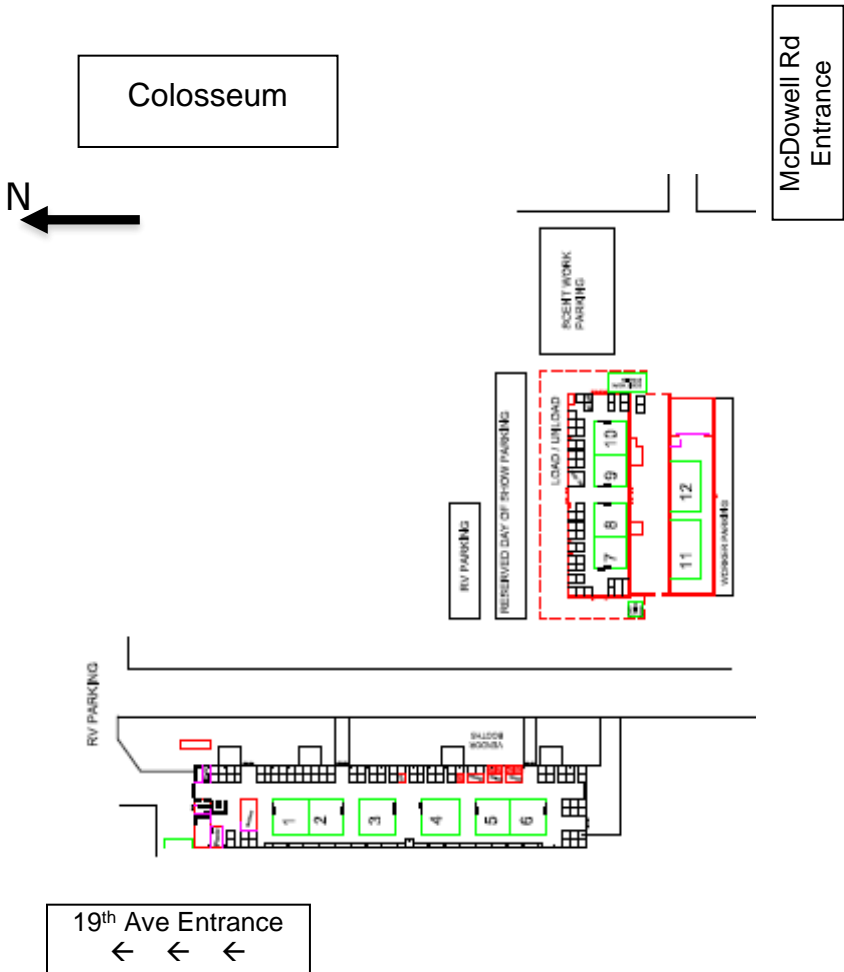 Colosseum
McDowell Rd
Entrance
N
SCENT WORK
PARKING
RV PARKING
RESERVED DAY OF SHOW PARKING
LOAD / UNLOAD
10
9
8
7
12
11
WORKER PARKING
RV PARKING
VENDOR
BOOTHS
1
2
3
4
5
6
19th Ave Entrance
← ← ←